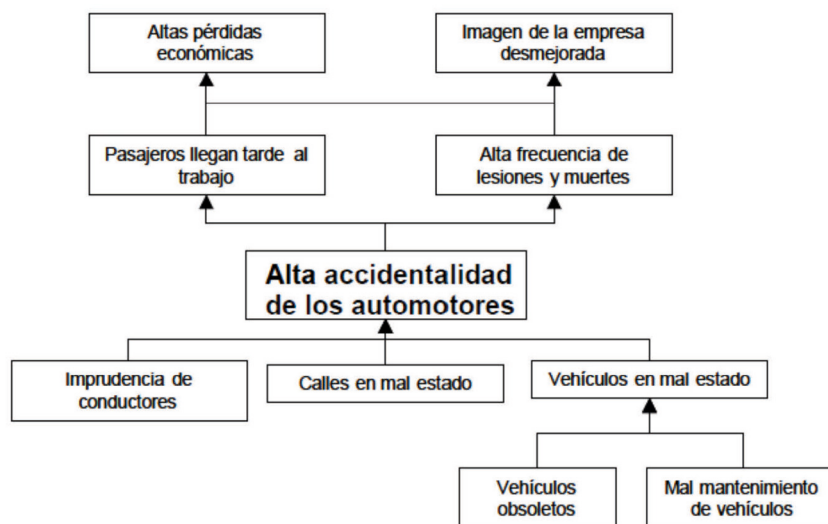 Altas pérdidas
económicas
Imagen de la empresa
desmejorada
Pasajeros llegan tarde al
trabajo
Alta frecuencia de
lesiones y muertes
Alta accidentalidad
de los automotores
Imprudencia de
conductores
Calles en mal estado
Vehículos en mal estado
Vehículos
obsoletos
Mal mantenimiento
de vehículos